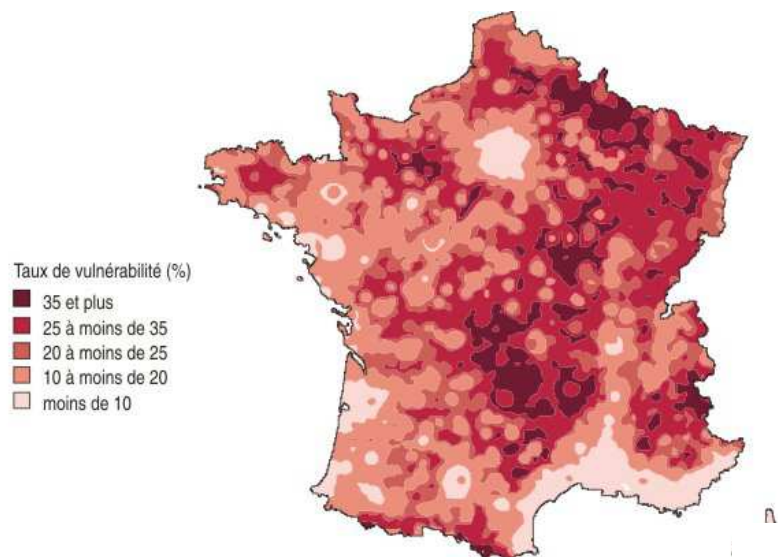 Taux de vulnérabilité (%)
35 et plus
25 à moins de 35
20 à moins de 25
10 à moins de 20
moins de 10